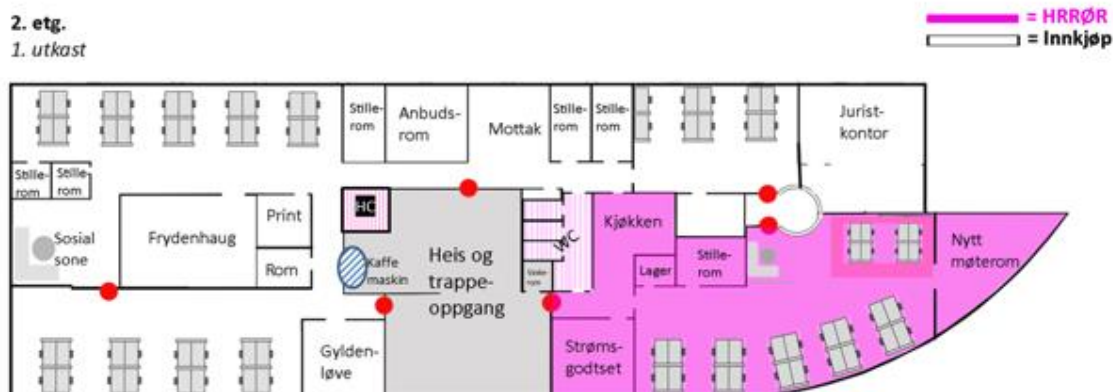 2. etg.
1. utkast
= HRRØR
= Innkjøp
Stille-
rom
Anbuds-
rom
Mottak
Stille-
rom
Stille-
rom
Jurist-
kontor
Stille-
rom
Stille-
rom
HC
Print
Frydenhaug
Sosial
sone
Rom
Kaffe
maskin
Heis og
trappe-
oppgang
WC
Kjøkken
Lager
Stille-
rom
Nytt
møterom
Gylden-
løve
Strøms-
godtset